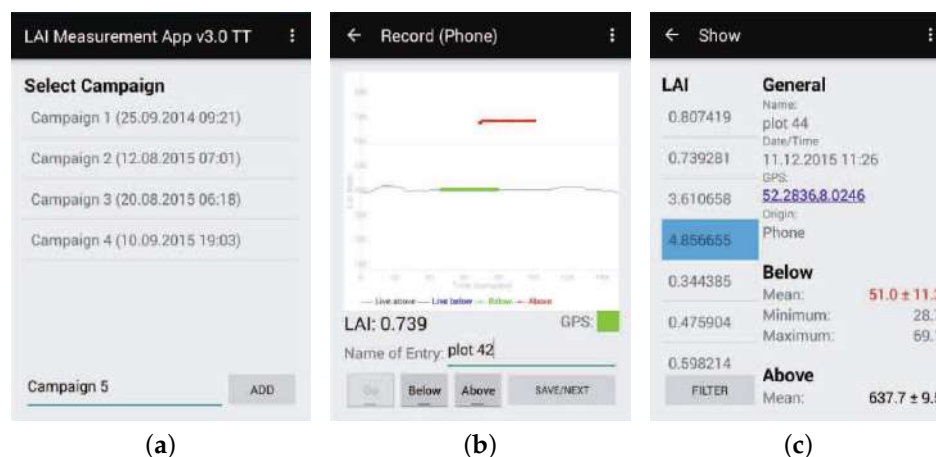 LAI Measurement App v3.0 TT
Select Campaign
Campaign 1 (25.09.2014 09:21)
Campaign 2 (12.08.2015 07:01)
Campaign 3 (20.08.2015 06:18)
Campaign 4 (10.09.2015 19:03)
Campaign 5
ADD
(a)
Record (Phone)
Live above
Live below
Below
Above
LAI: 0.739
GPS:
Name of Entry: plot 42
Below
Above
SAVE/NEXT
(b)
Show
LAI
0.807419
0.739281
3.610658
4.856655
0.344385
0.475904
0.598214
FILTER
General
Name:
plot 44
Date/Time
11.12.2015 11:26
GPS:
52.2836,8.0246
Origin:
Phone
Below
Mean: 51.0 ± 11.
Minimum: 28.
Maximum: 69.
Above
Mean: 637.7 ± 9.
(c)